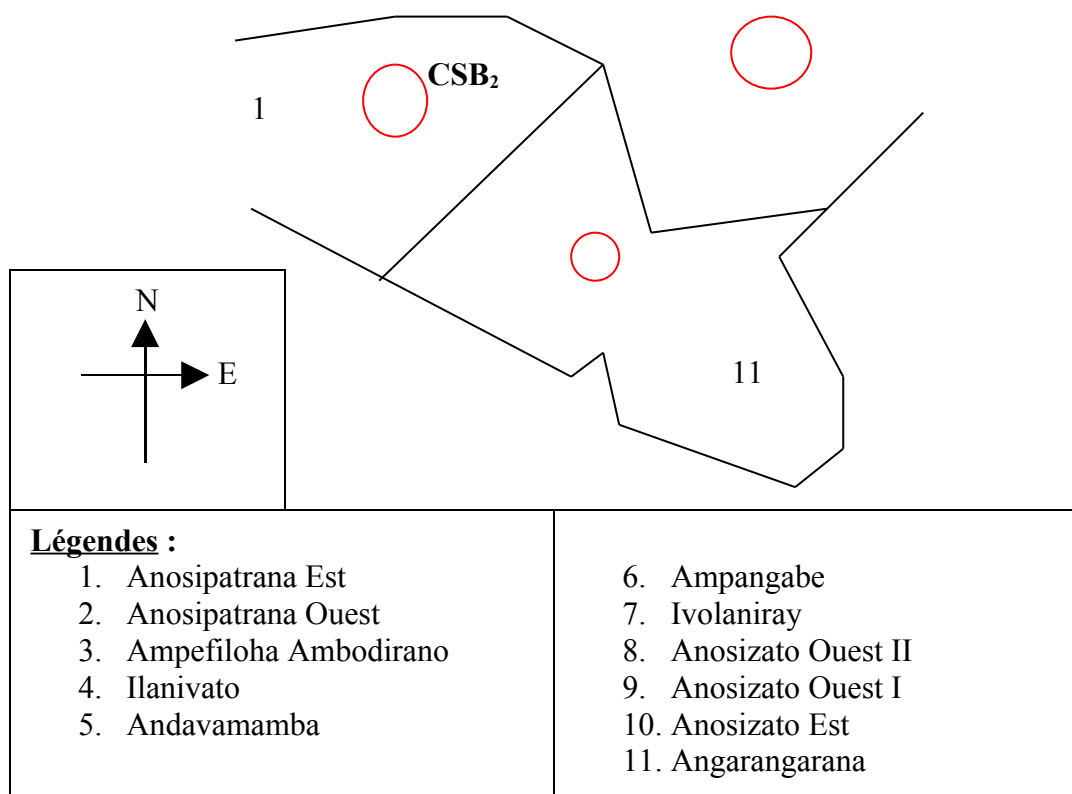 CSB₂
1
N
E
11
Légendes :
1. Anosipatrana Est
2. Anosipatrana Ouest
3. Ampefiloha Ambodirano
4. Ilanivato
5. Andavamamba
6. Ampangabe
7. Ivolaniray
8. Anosizato Ouest II
9. Anosizato Ouest I
10. Anosizato Est
11. Angarangarana